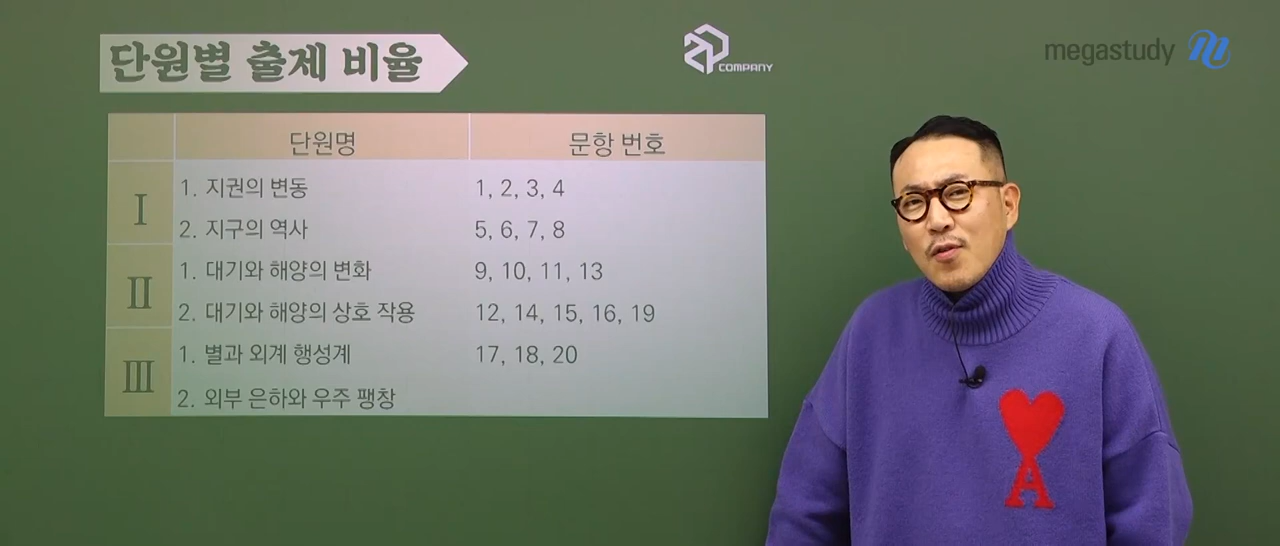 단원별 출제 비율
COMPANY
megastudy
단원명 문항 번호
Ⅰ
1. 지권의 변동 1, 2, 3, 4
2. 지구의 역사 5, 6, 7, 8
Ⅱ
1. 대기와 해양의 변화 9, 10, 11, 13
2. 대기와 해양의 상호 작용 12, 14, 15, 16, 19
Ⅲ
1. 별과 외계 행성계 17, 18, 20
2. 외부 은하와 우주 팽창
A